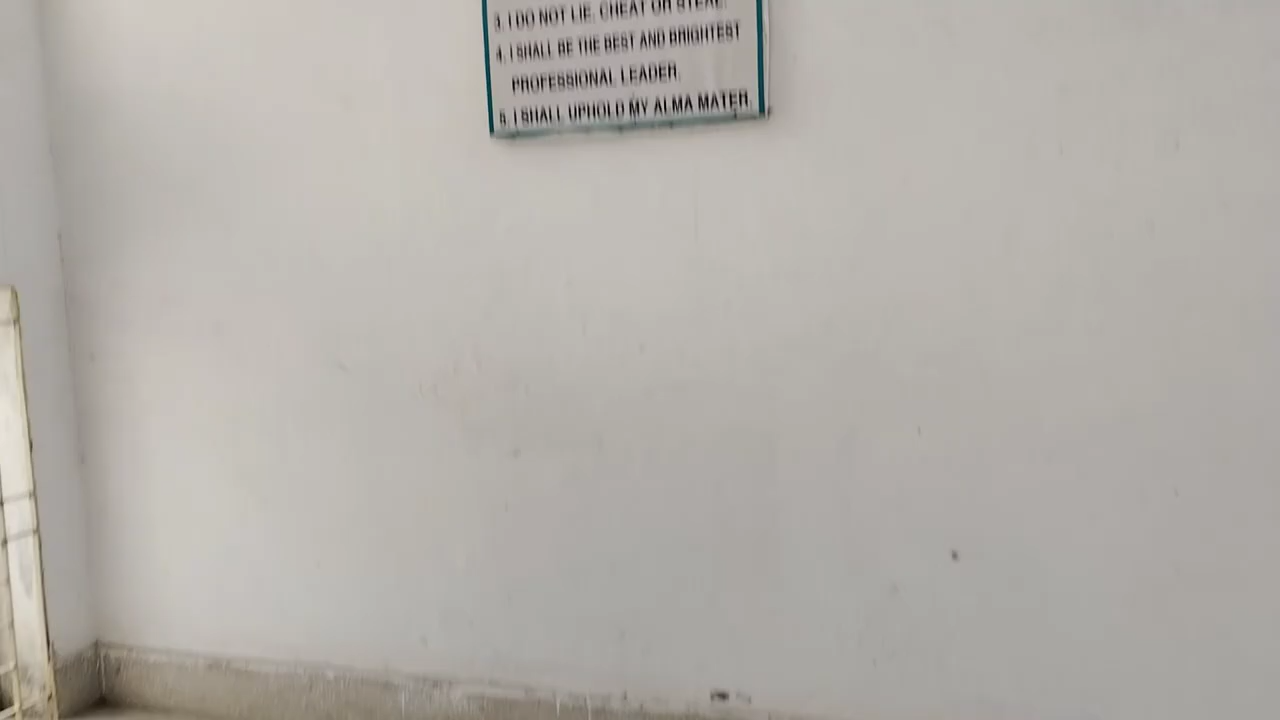 3. I DO NOT LIE, CHEAT OR STEAL.
4. I SHALL BE THE BEST AND BRIGHTEST
PROFESSIONAL LEADER.
5. I SHALL UPHOLD MY ALMA MATER.